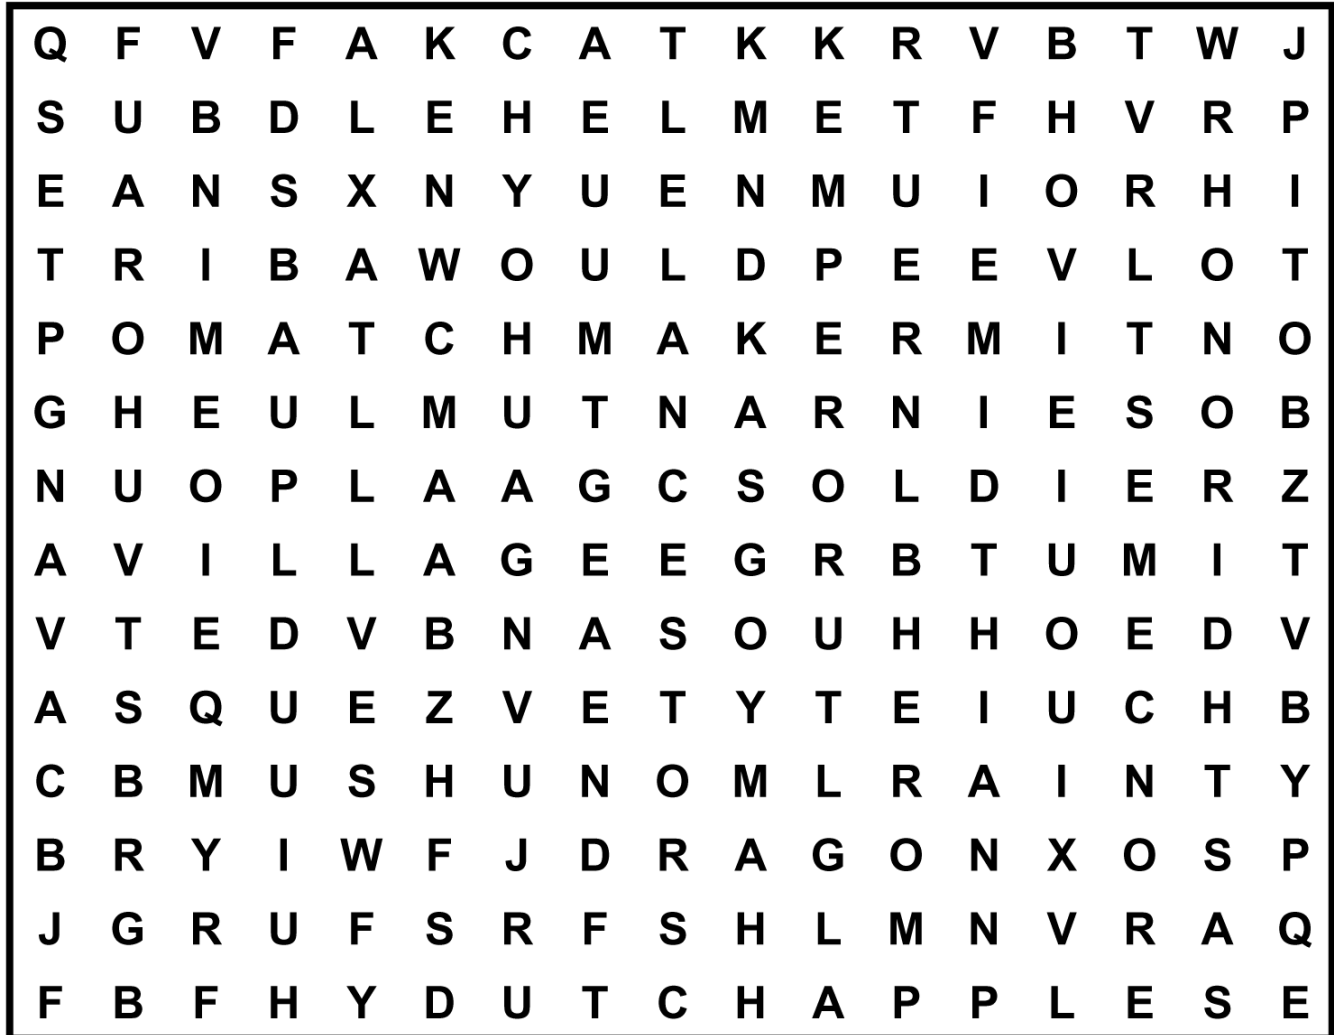 Q F V F A K C A T K K R V B T W J
S U B D L E H E L M E T F H V R P
E A N S X N Y U E N M U I O R H I
T R I B A W O U L D P E E V L O T
P O M A T C H M A K E R M I T N O
G H E U L M U T N A R N I E S O B
N U O P L A A G C S O L D I E R Z
A V I L L A G E E G R B T U M I T
V T E D V B N A S O U H H O E D V
A S Q U E Z V E T Y T E I U C H B
C B M U S H U N O M L R A I N T Y
B R Y I W F J D R A G O N X O S P
J G R U F S R F S H L M N V R A Q
F B F H Y D U T C H A P P L E S E